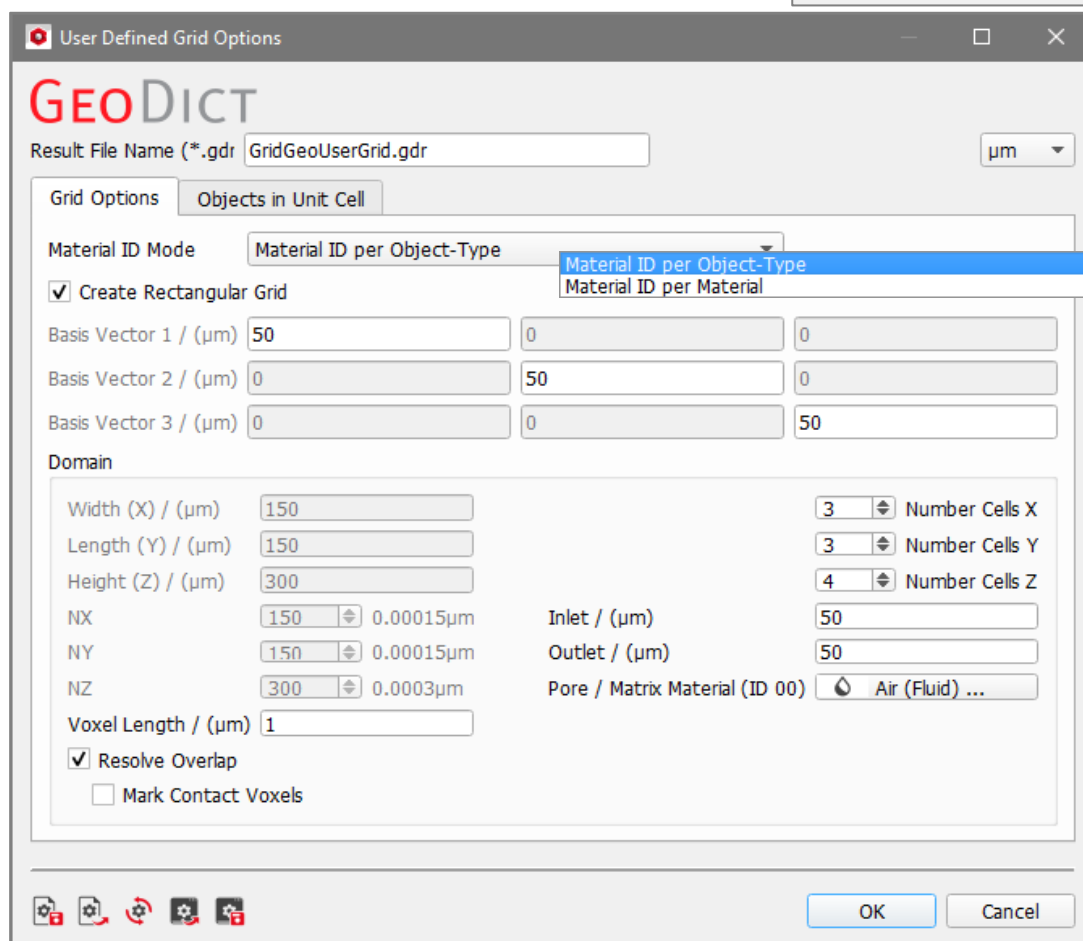 User Defined Grid Options
GEODICT
Result File Name (*.gdr GridGeoUserGrid.gdr µm
Grid Options Objects in Unit Cell
Material ID Mode Material ID per Object-Type
Material ID per Object-Type
Material ID per Material
Create Rectangular Grid
Basis Vector 1 / (µm) 50 0 0
Basis Vector 2 / (µm) 0 50 0
Basis Vector 3 / (µm) 0 0 50
Domain
Width (X) / (µm) 150 3 Number Cells X
Length (Y) / (µm) 150 3 Number Cells Y
Height (Z) / (µm) 300 4 Number Cells Z
NX 150 0.00015µm Inlet / (µm) 50
NY 150 0.00015µm Outlet / (µm) 50
NZ 300 0.0003µm Pore / Matrix Material (ID 00) Air (Fluid) ...
Voxel Length / (µm) 1
Resolve Overlap
Mark Contact Voxels
OK Cancel